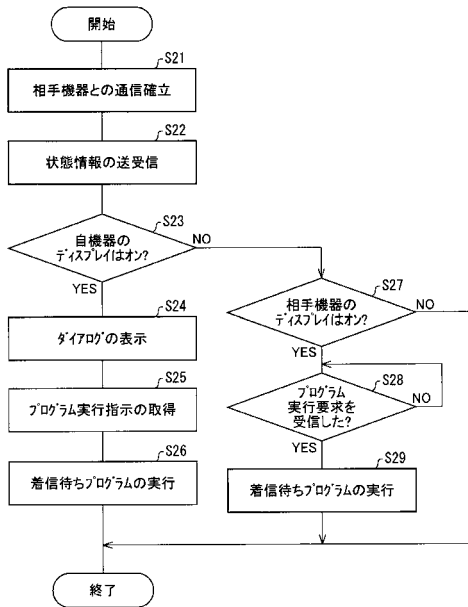 開始
S21
相手機器との通信確立
S22
状態情報の送受信
S23
自機器の
ディスプレイはオン?
NO
YES
S24
ダイアログの表示
S25
プログラム実行指示の取得
S26
着信待ちプログラムの実行
S27
相手機器の
ディスプレイはオン?
NO
YES
S28
プログラム
実行要求を
受信した?
NO
YES
S29
着信待ちプログラムの実行
終了